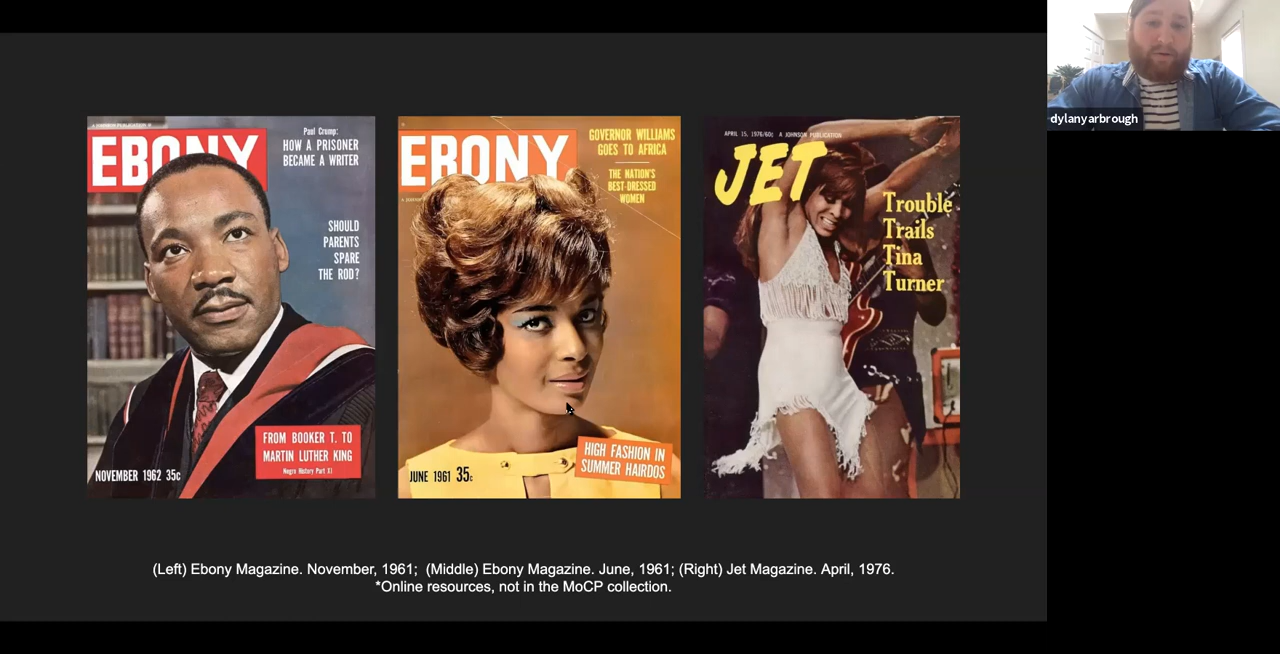 A JOHNSON PUBLICATION
EBONY
Paul Crump:
HOW A PRISONER
BECAME A WRITER
SHOULD
PARENTS
SPARE
THE ROD?
FROM BOOKER T. TO
MARTIN LUTHER KING
Negro History Part XI
NOVEMBER 1962 35c
EBONY
GOVERNOR WILLIAMS
GOES TO AFRICA
THE NATION'S
BEST-DRESSED
WOMEN
HIGH FASHION IN
SUMMER HAIRDOS
JUNE 1961 35c
APRIL 15, 1976/60¢ A JOHNSON PUBLICATION
JET
Trouble
Trails
Tina
Turner
(Left) Ebony Magazine. November, 1961; (Middle) Ebony Magazine. June, 1961; (Right) Jet Magazine. April, 1976.
*Online resources, not in the MoCP collection.
dylanyarbrough